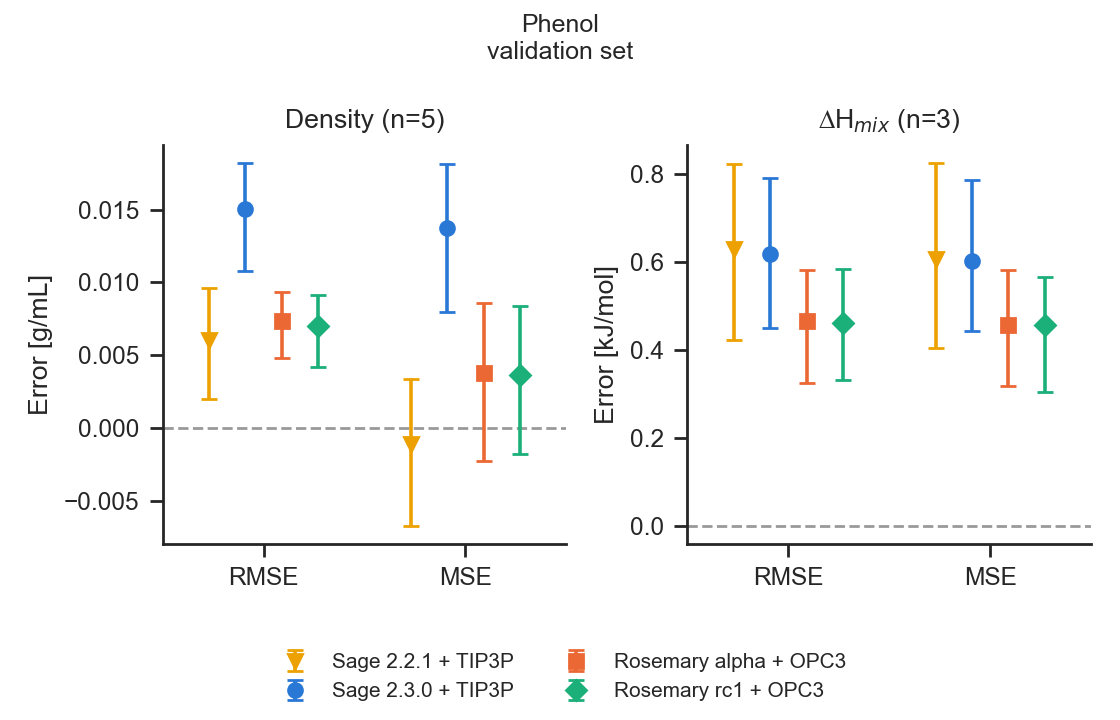 Phenol
validation set
Density (n=5)
ΔH_mix (n=3)
Error [g/mL]
0.015
0.010
0.005
0.000
−0.005
RMSE
MSE
Error [kJ/mol]
0.8
0.6
0.4
0.2
0.0
RMSE
MSE
Sage 2.2.1 + TIP3P
Sage 2.3.0 + TIP3P
Rosemary alpha + OPC3
Rosemary rc1 + OPC3